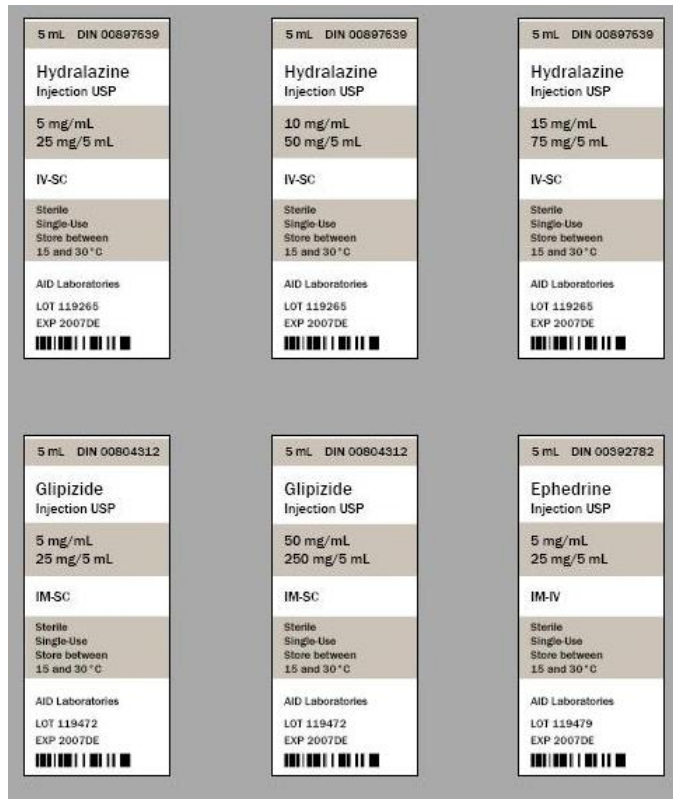 5 mL DIN 00897639
Hydralazine
Injection USP
5 mg/mL
25 mg/5 mL
IV-SC
Sterile
Single-Use
Store between
15 and 30°C
AID Laboratories
LOT 119265
EXP 2007DE
5 mL DIN 00897639
Hydralazine
Injection USP
10 mg/mL
50 mg/5 mL
IV-SC
Sterile
Single-Use
Store between
15 and 30°C
AID Laboratories
LOT 119265
EXP 2007DE
5 mL DIN 00897639
Hydralazine
Injection USP
15 mg/mL
75 mg/5 mL
IV-SC
Sterile
Single-Use
Store between
15 and 30°C
AID Laboratories
LOT 119265
EXP 2007DE
5 mL DIN 00804312
Glipizide
Injection USP
5 mg/mL
25 mg/5 mL
IM-SC
Sterile
Single-Use
Store between
15 and 30°C
AID Laboratories
LOT 119472
EXP 2007DE
5 mL DIN 00804312
Glipizide
Injection USP
50 mg/mL
250 mg/5 mL
IM-SC
Sterile
Single-Use
Store between
15 and 30°C
AID Laboratories
LOT 119472
EXP 2007DE
5 mL DIN 00392782
Ephedrine
Injection USP
5 mg/mL
25 mg/5 mL
IM-IV
Sterile
Single-Use
Store between
15 and 30°C
AID Laboratories
LOT 119479
EXP 2007DE